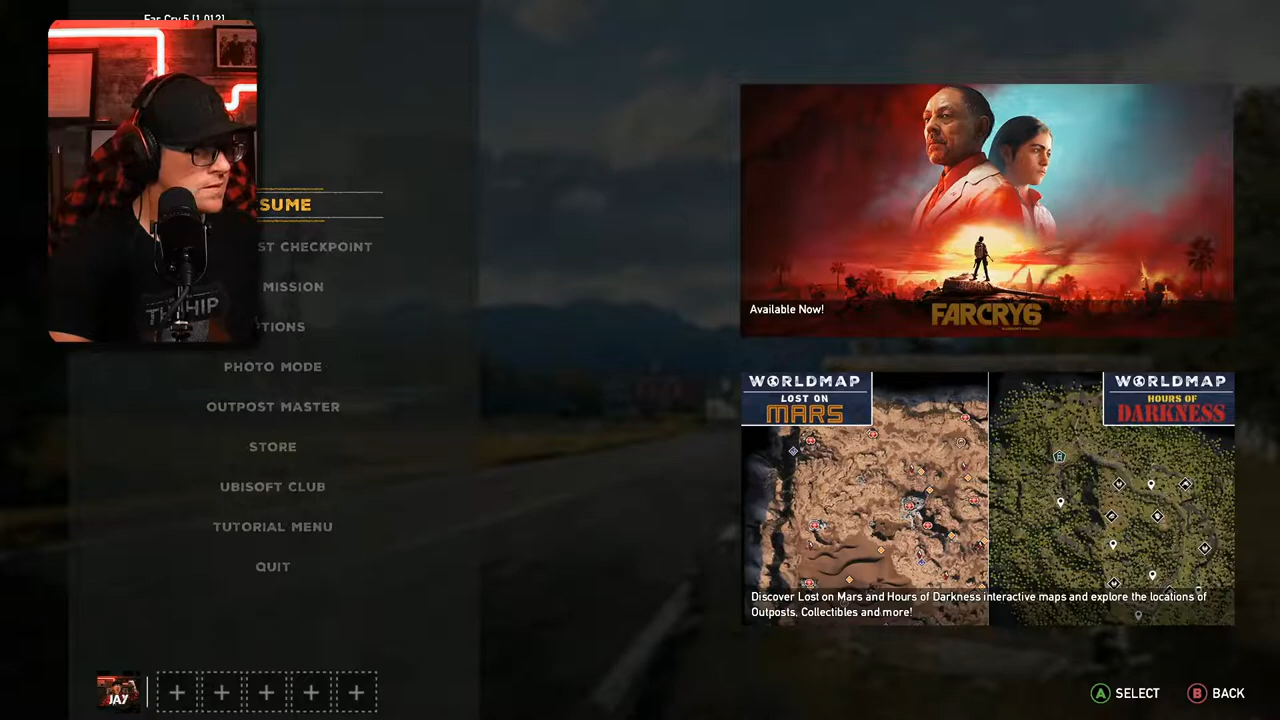 Far Cry 5 [1.012]
SUME
ST CHECKPOINT
MISSION
TIONS
PHOTO MODE
OUTPOST MASTER
STORE
UBISOFT CLUB
TUTORIAL MENU
QUIT
JAY
Available Now!
FARCRY6
WORLDMAP
LOST ON
MARS
WORLDMAP
HOURS OF
DARKNESS
Discover Lost on Mars and Hours of Darkness interactive maps and explore the locations of
Outposts, Collectibles and more!
A SELECT
B BACK